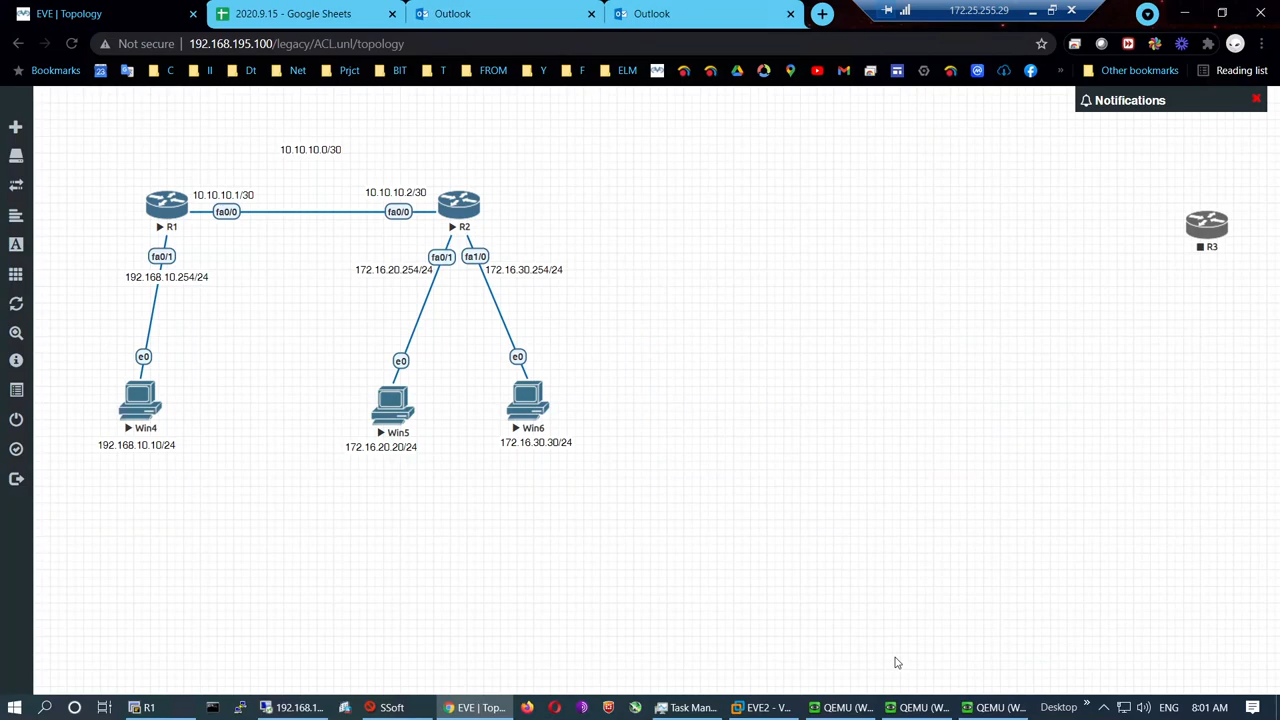 EVE | Topology
2020.9.15 - Google Sheets
Outlook
Outlook
172.25.255.29
Not secure
192.168.195.100/legacy/ACL.unl/topology
Bookmarks
23
C
II
Dt
Net
Prjct
BIT
T
FROM
Y
F
ELM
»
Other bookmarks
Reading list
Notifications
10.10.10.0/30
10.10.10.1/30
10.10.10.2/30
fa0/0
fa0/0
R1
R2
R3
fa0/1
fa0/1
fa1/0
192.168.10.254/24
172.16.20.254/24
172.16.30.254/24
e0
e0
e0
Win4
Win5
Win6
192.168.10.10/24
172.16.20.20/24
172.16.30.30/24
R1
192.168.1...
SSoft
EVE | Top...
Task Man...
EVE2 - V...
QEMU (W...
QEMU (W...
QEMU (W...
Desktop
»
ENG
8:01 AM